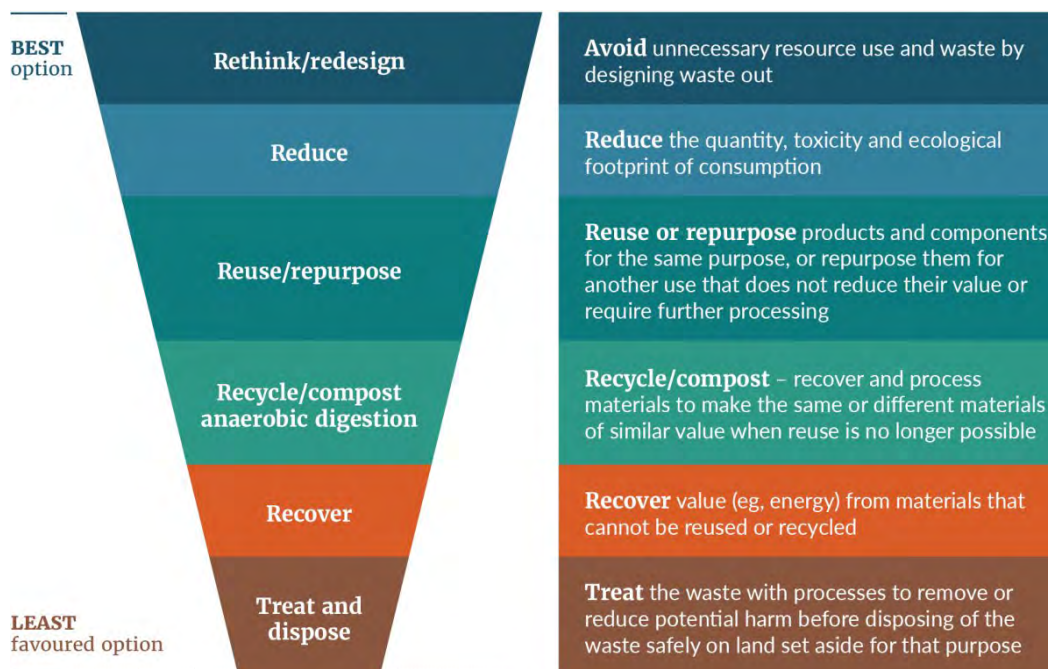 BEST
option
Rethink/redesign
Avoid unnecessary resource use and waste by
designing waste out
Reduce
Reduce the quantity, toxicity and ecological
footprint of consumption
Reuse/repurpose
Reuse or repurpose products and components
for the same purpose, or repurpose them for
another use that does not reduce their value or
require further processing
Recycle/compost
anaerobic digestion
Recycle/compost – recover and process
materials to make the same or different materials
of similar value when reuse is no longer possible
Recover
Recover value (eg, energy) from materials that
cannot be reused or recycled
LEAST
favoured option
Treat and
dispose
Treat the waste with processes to remove or
reduce potential harm before disposing of the
waste safely on land set aside for that purpose